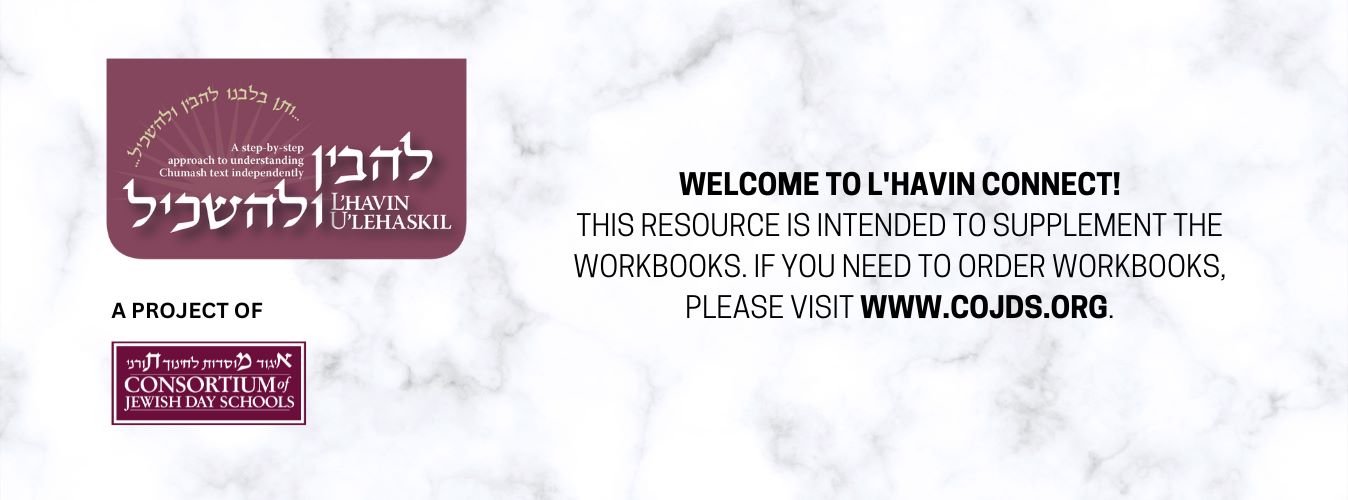 ...ותן בלבנו להבין ולהשכיל...
A step-by-step
approach to understanding
Chumash text independently
להבין
ולהשכיל
L'HAVIN
U'LEHASKIL
A PROJECT OF
איגוד מוסדות לחינוך תורני
CONSORTIUM of
JEWISH DAY SCHOOLS
WELCOME TO L'HAVIN CONNECT!
THIS RESOURCE IS INTENDED TO SUPPLEMENT THE
WORKBOOKS. IF YOU NEED TO ORDER WORKBOOKS,
PLEASE VISIT WWW.COJDS.ORG.